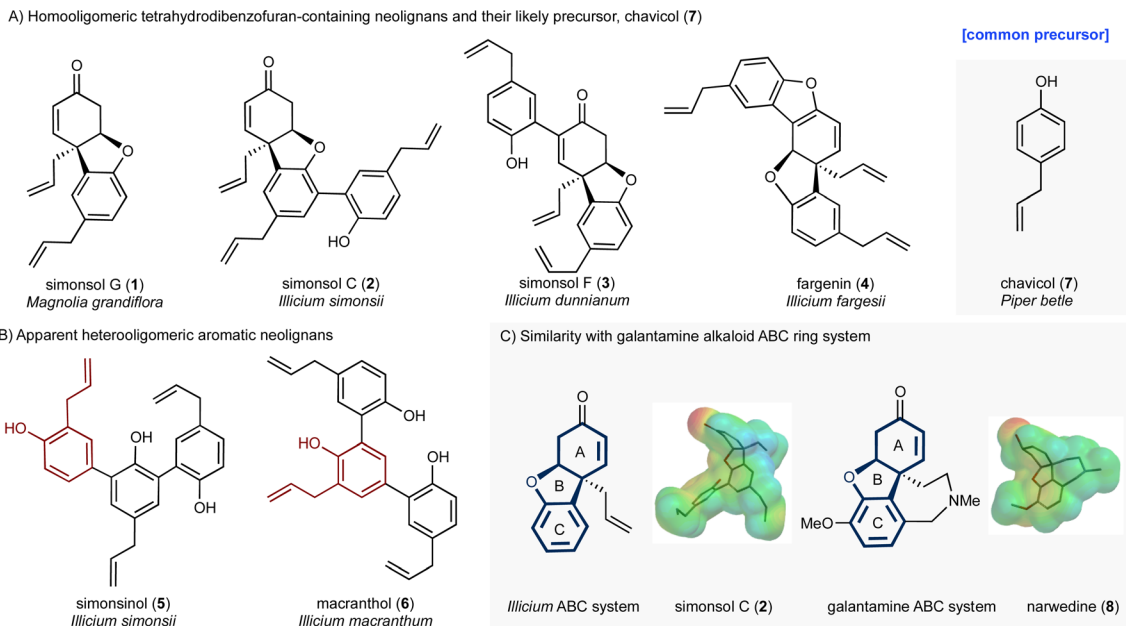 A) Homooligomeric tetrahydrodibenzofuran-containing neolignans and their likely precursor, chavicol (7)
[common precursor]
O
O
O
OH
O
O
O
HO
OH
O
O
OH
simonsol G (1)
Magnolia grandiflora
simonsol C (2)
Illicium simonsii
simonsol F (3)
Illicium dunnianum
fargenin (4)
Illicium fargesii
chavicol (7)
Piper betle
B) Apparent heterooligomeric aromatic neolignans
HO
OH
OH
simonsinol (5)
Illicium simonsii
OH
HO
OH
macranthol (6)
Illicium macranthum
C) Similarity with galantamine alkaloid ABC ring system
O
A
O
B
C
Illicium ABC system
simonsol C (2)
O
A
O
B
NMe
MeO
C
galantamine ABC system
narwedine (8)